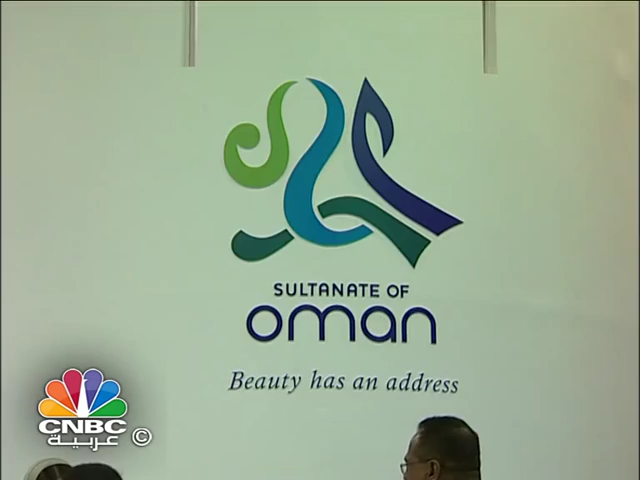 SULTANATE OF
oman
Beauty has an address
CNBC
عربية ©